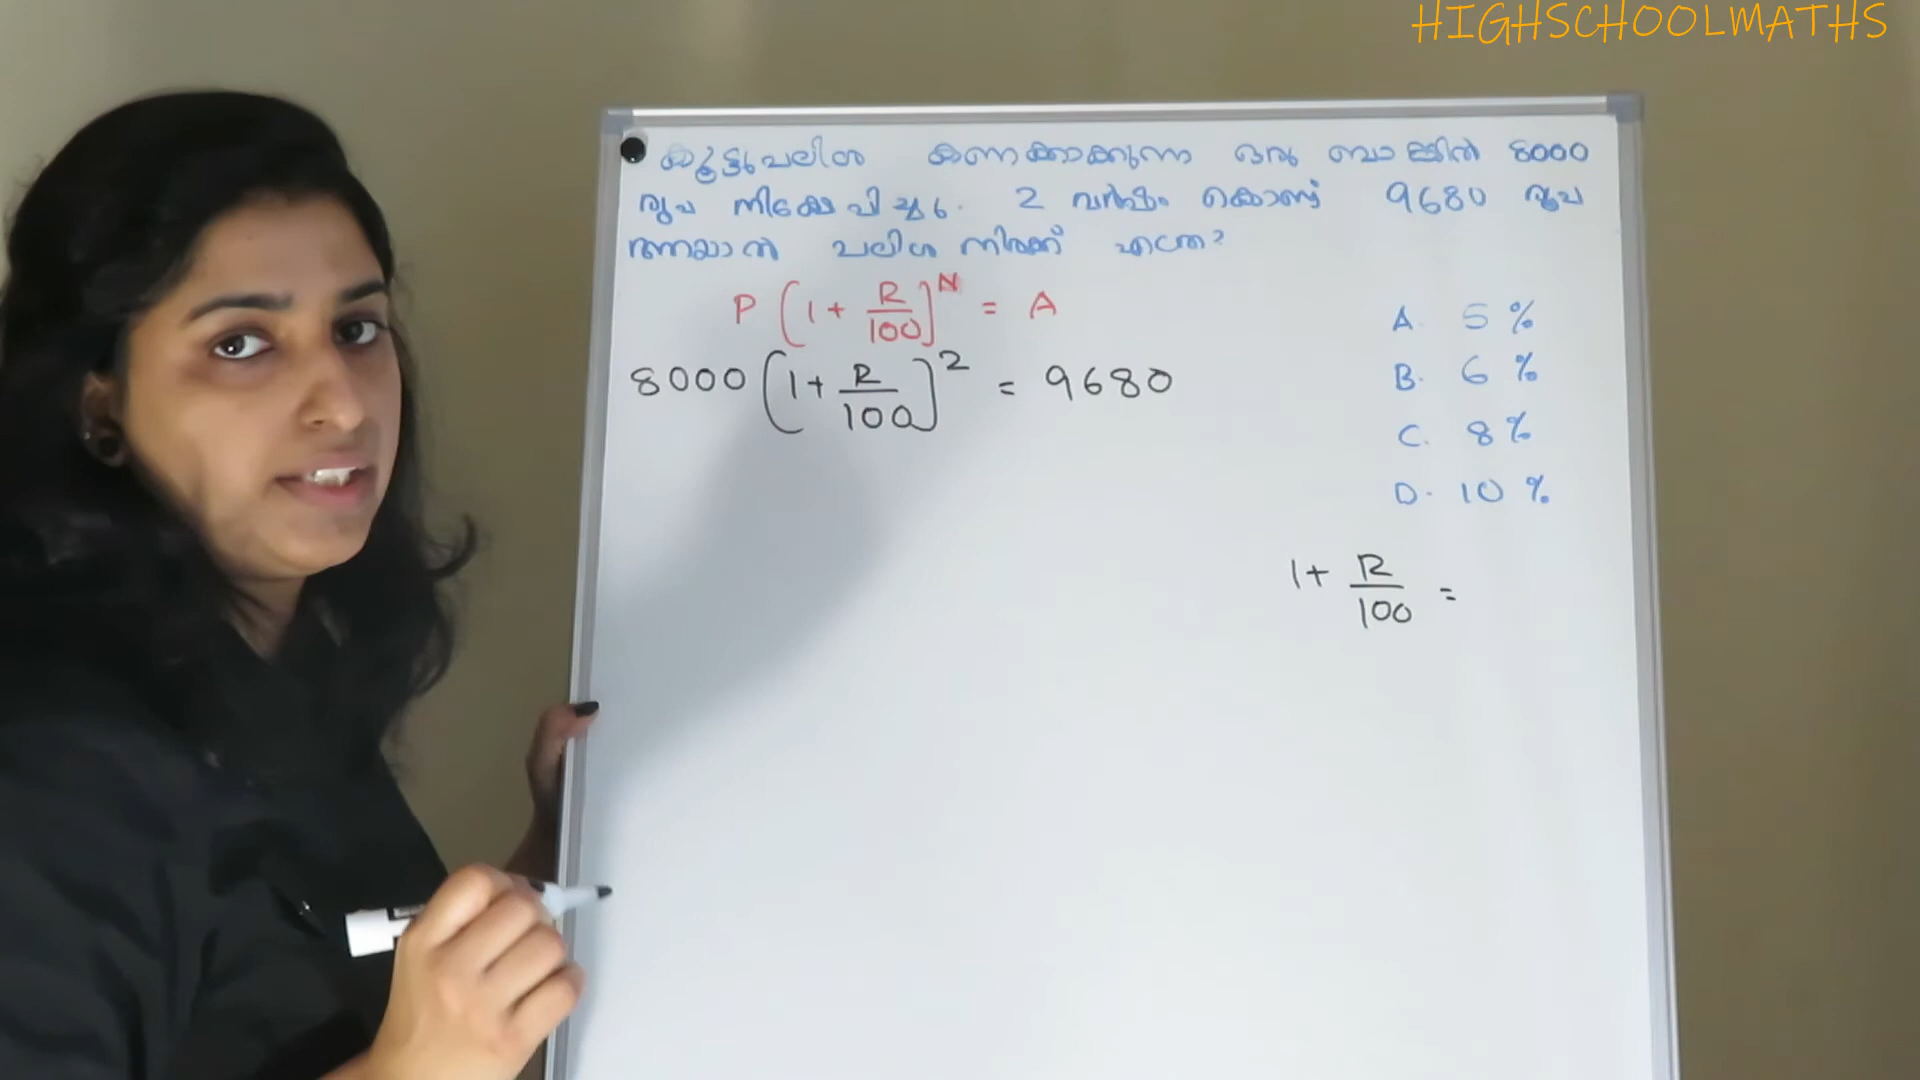 HIGHSCHOOLMATHS
കൂട്ടുപലിശ കണക്കാക്കുന്ന ഒരു ബാങ്കിൽ 8000
രൂപ നിക്ഷേപിച്ചു. 2 വർഷം കൊണ്ട് 9680 രൂപ
ആയാൽ പലിശ നിരക്ക് എത്ര?
P (1 + R/100)^N = A
8000 (1 + R/100)^2 = 9680
A. 5 %
B. 6 %
C. 8 %
D. 10 %
1 + R/100 =